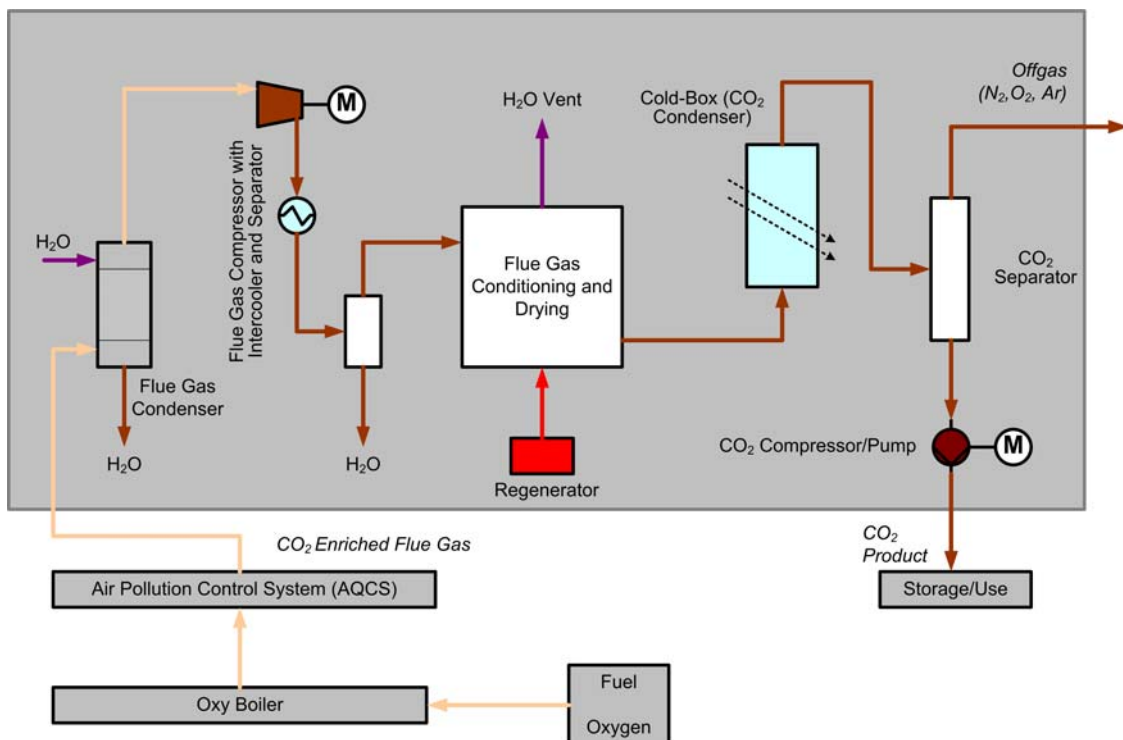 Offgas
(N₂,O₂, Ar)
Cold-Box (CO₂
Condenser)
H₂O Vent
M
Flue Gas Compressor with
Intercooler and Separator
H₂O
Flue Gas
Conditioning and
Drying
CO₂
Separator
Flue Gas
Condenser
H₂O
H₂O
CO₂ Compressor/Pump
M
Regenerator
CO₂ Enriched Flue Gas
CO₂
Product
Air Pollution Control System (AQCS)
Storage/Use
Oxy Boiler
Fuel
Oxygen